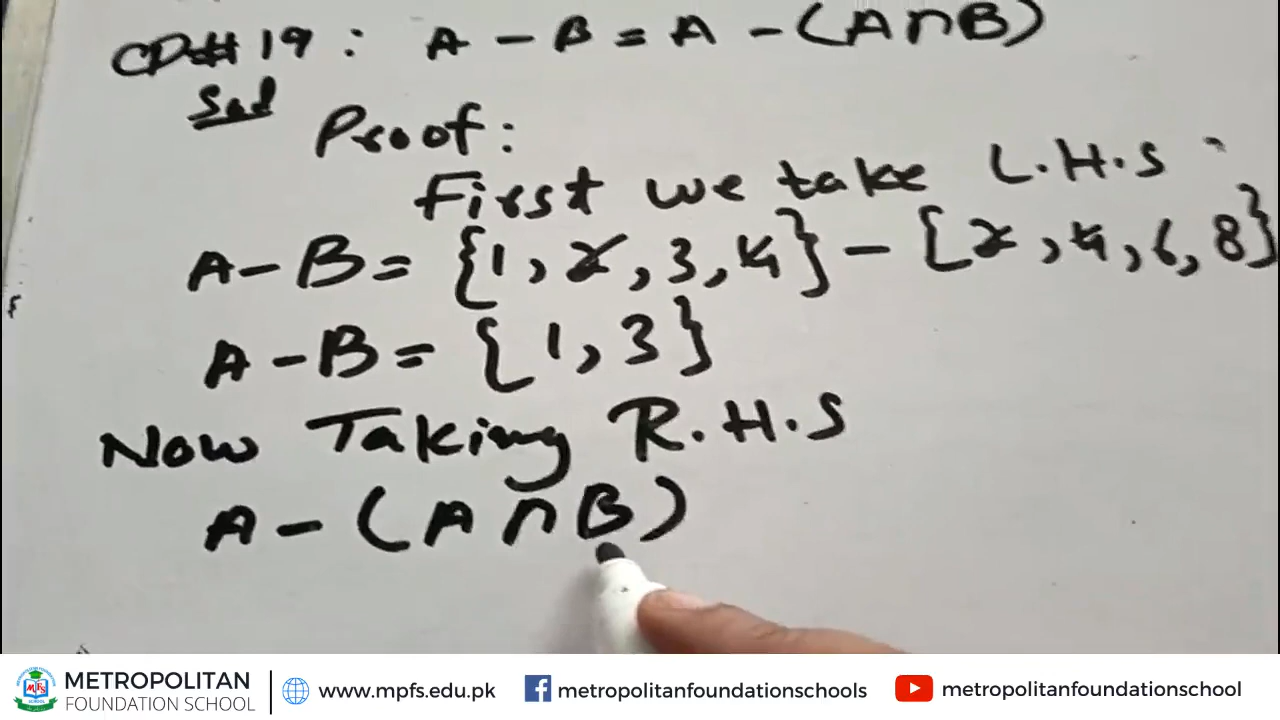 CD#19: A - B = A - (A∩B)
Sol
Proof:
First we take L.H.S
A - B = {1, 2, 3, 4} - {2, 4, 6, 8}
A - B = {1, 3}
Now Taking R.H.S
A - (A∩B)
METROPOLITAN
FOUNDATION SCHOOL
www.mpfs.edu.pk
metropolitanfoundationschools
metropolitanfoundationschool